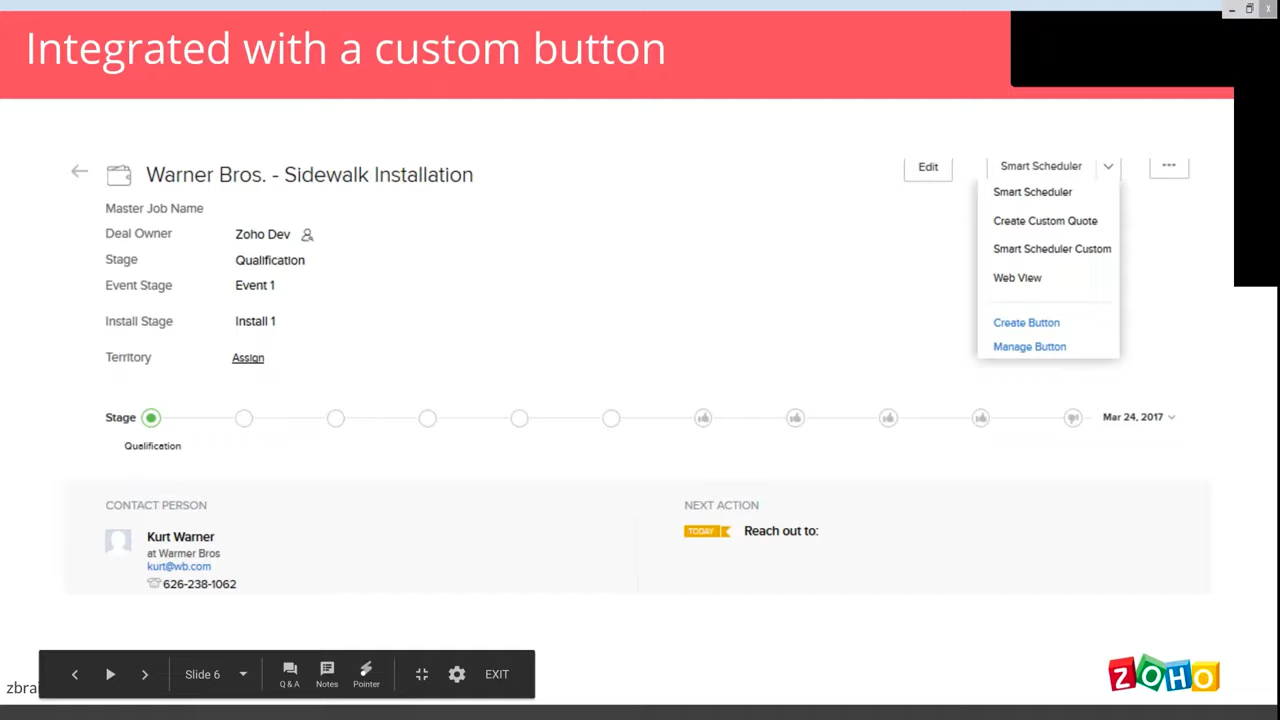 Integrated with a custom button
Warner Bros. - Sidewalk Installation
Edit
Smart Scheduler
Smart Scheduler
Create Custom Quote
Smart Scheduler Custom
Web View
Create Button
Manage Button
Master Job Name
Deal Owner Zoho Dev
Stage Qualification
Event Stage Event 1
Install Stage Install 1
Territory Assign
Stage
Mar 24, 2017
Qualification
CONTACT PERSON
Kurt Warner
at Warmer Bros
kurt@wb.com
626-238-1062
NEXT ACTION
TODAY Reach out to:
Slide 6
Q & A
Notes
Pointer
EXIT
ZOHO